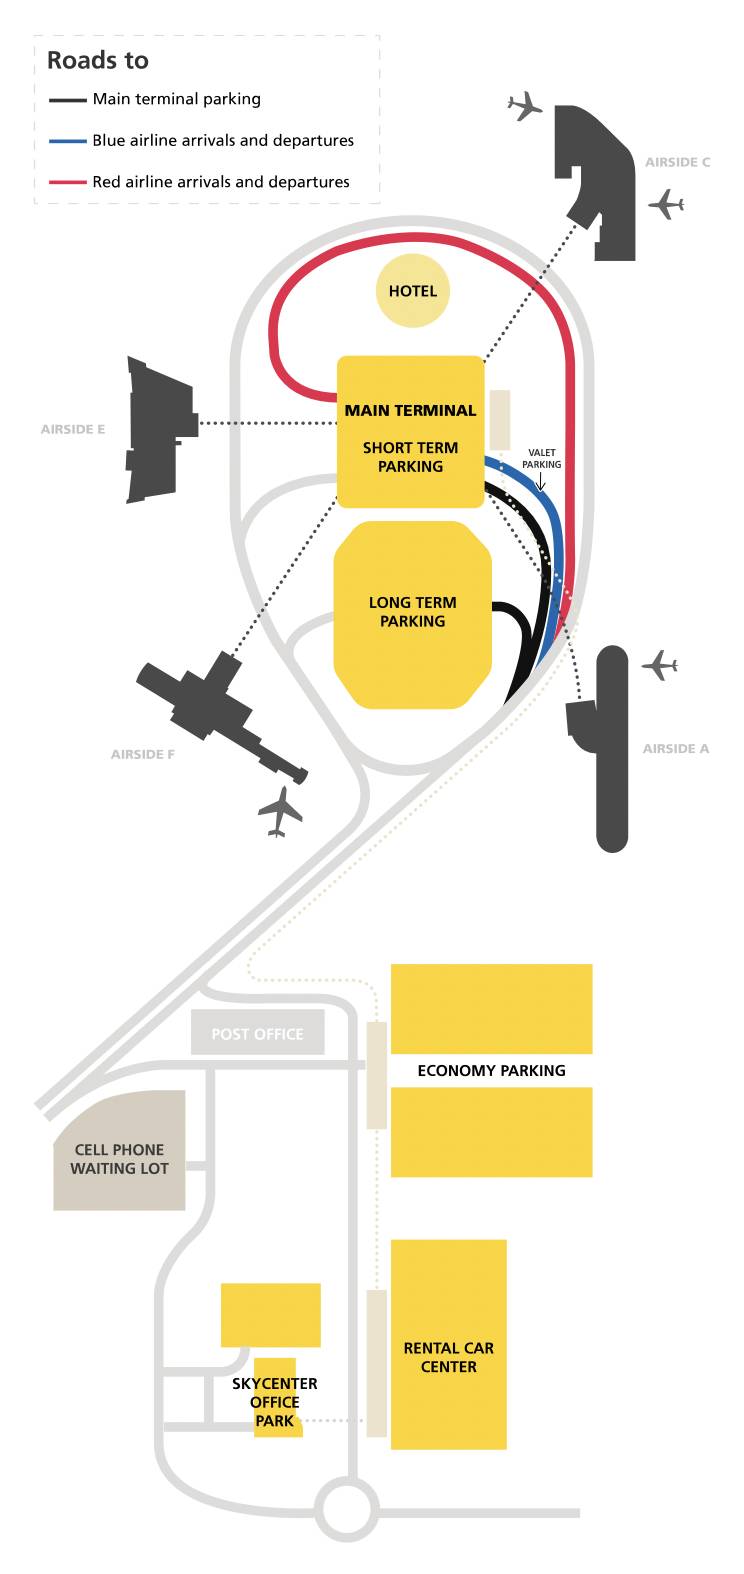 Roads to
Main terminal parking
Blue airline arrivals and departures
Red airline arrivals and departures
AIRSIDE C
HOTEL
MAIN TERMINAL
SHORT TERM
PARKING
AIRSIDE E
VALET
PARKING
LONG TERM
PARKING
AIRSIDE F
AIRSIDE A
POST OFFICE
ECONOMY PARKING
CELL PHONE
WAITING LOT
RENTAL CAR
CENTER
SKYCENTER
OFFICE
PARK